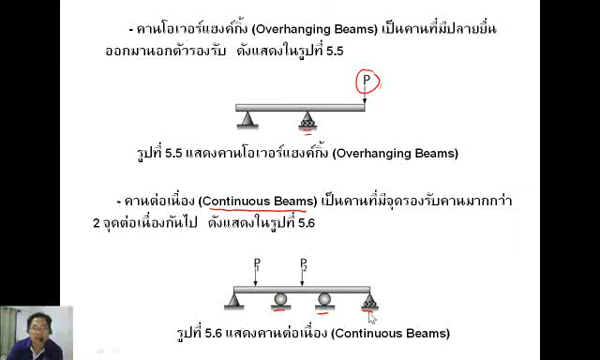 - คานโอเวอร์แฮงค์กิ้ง (Overhanging Beams) เป็นคานที่มีปลายยื่น
ออกมานอกตัวรองรับ ดังแสดงในรูปที่ 5.5
P
รูปที่ 5.5 แสดงคานโอเวอร์แฮงค์กิ้ง (Overhanging Beams)
- คานต่อเนื่อง (Continuous Beams) เป็นคานที่มีจุดรองรับคานมากกว่า
2 จุดต่อเนื่องกันไป ดังแสดงในรูปที่ 5.6
P1 P2
รูปที่ 5.6 แสดงคานต่อเนื่อง (Continuous Beams)